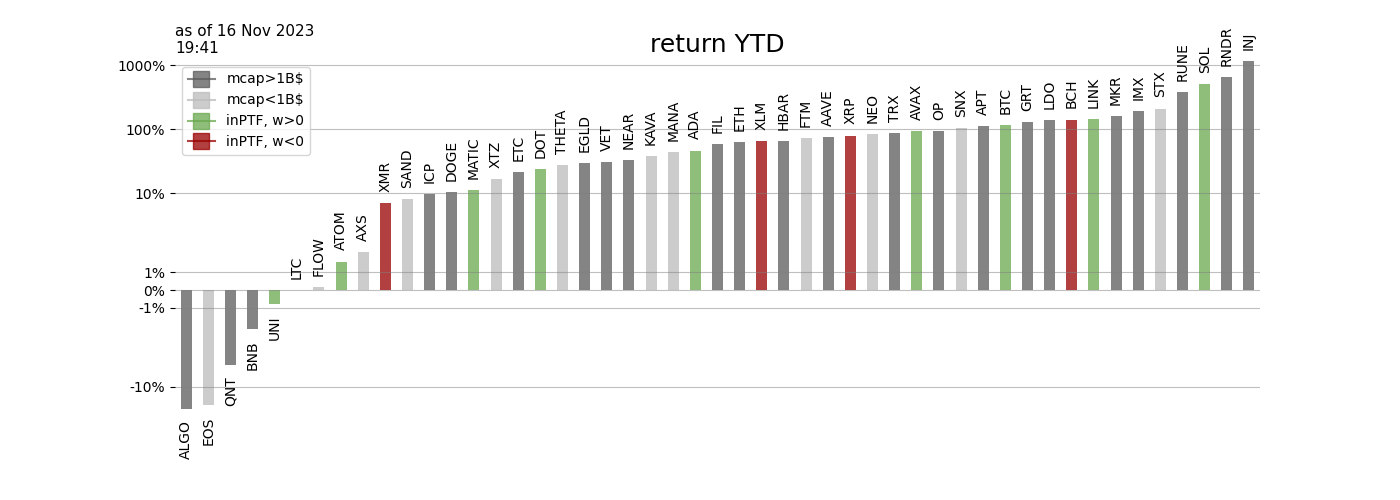 as of 16 Nov 2023
19:41
return YTD
mcap>1B$
mcap<1B$
inPTF, w>0
inPTF, w<0
1000%
100%
10%
1%
0%
-1%
-10%
ALGO
EOS
QNT
BNB
UNI
LTC
FLOW
ATOM
AXS
XMR
SAND
ICP
DOGE
MATIC
XTZ
ETC
DOT
THETA
EGLD
VET
NEAR
KAVA
MANA
ADA
FIL
ETH
XLM
HBAR
FTM
AAVE
XRP
NEO
TRX
AVAX
OP
SNX
APT
BTC
GRT
LDO
BCH
LINK
MKR
IMX
STX
RUNE
SOL
RNDR
INJ